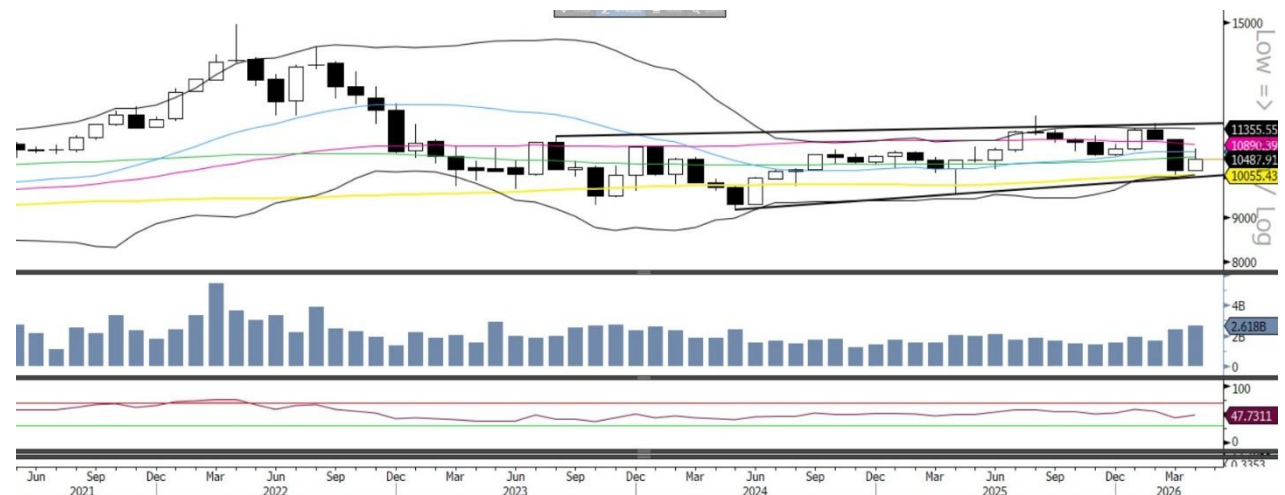 15000
Low =>
11355.55
10890.39
10487.91
10055.43
/ Log
9000
8000
4B
2.618B
2B
0
100
47.7311
0
0.3353
Jun Sep Dec Mar Jun Sep Dec Mar Jun Sep Dec Mar Jun Sep Dec Mar Jun Sep Dec Mar
2021 2022 2023 2024 2025 2026